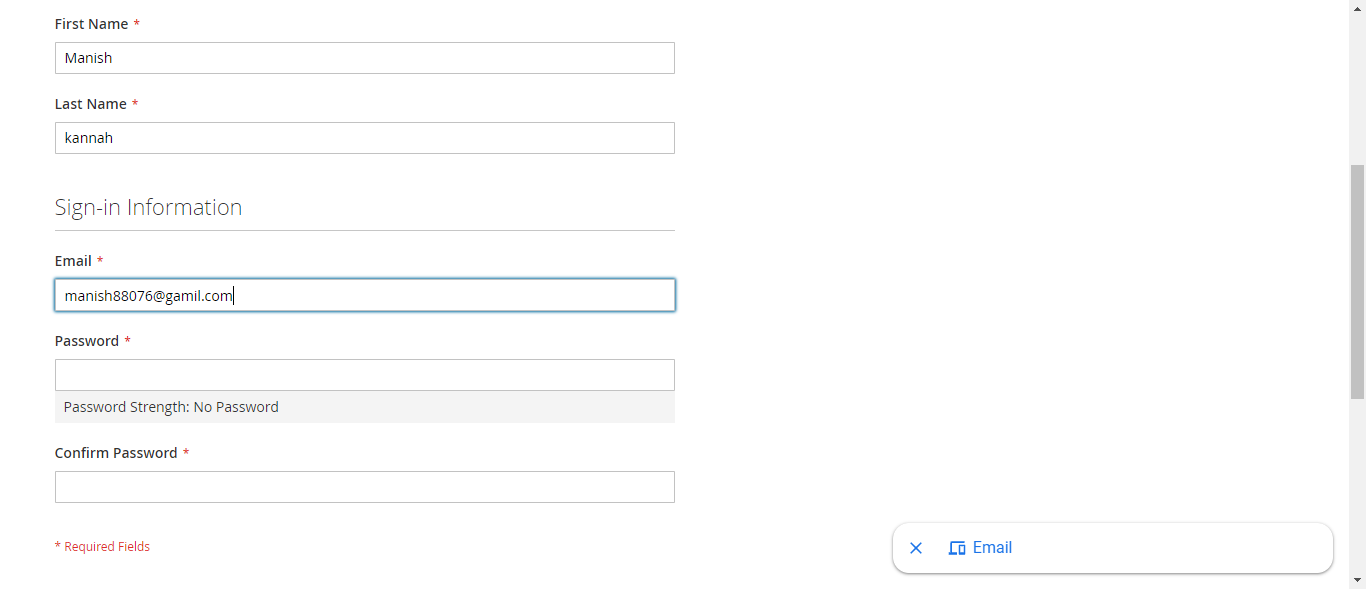 First Name *
Manish
Last Name *
kannah
Sign-in Information
Email *
manish88076@gamil.com
Password *
Password Strength: No Password
Confirm Password *
* Required Fields
Email